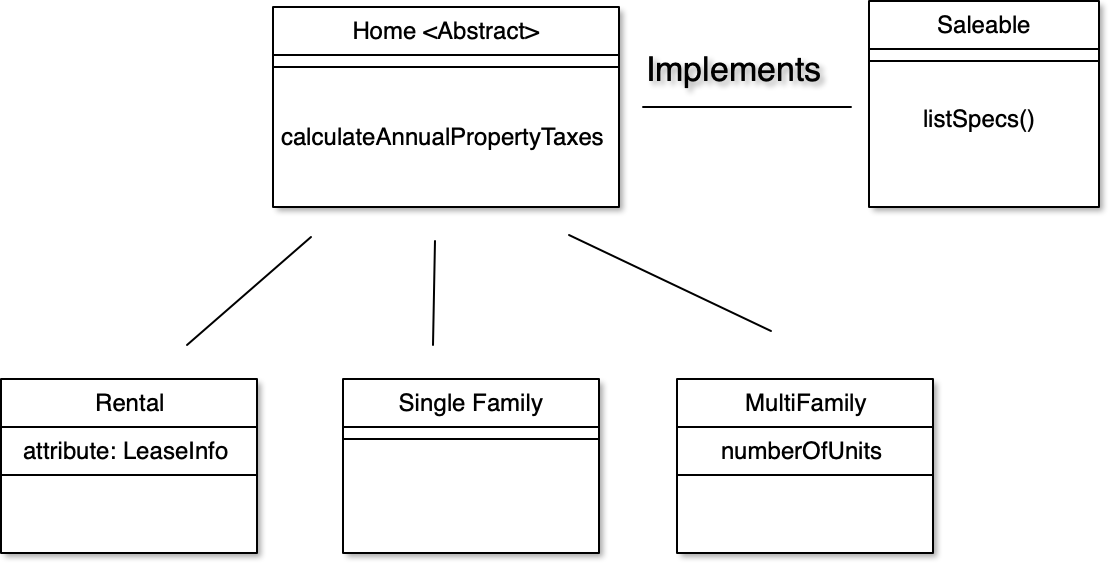 Home <Abstract>
calculateAnnualPropertyTaxes
Implements
Saleable
listSpecs()
Rental
attribute: LeaseInfo
Single Family
MultiFamily
numberOfUnits